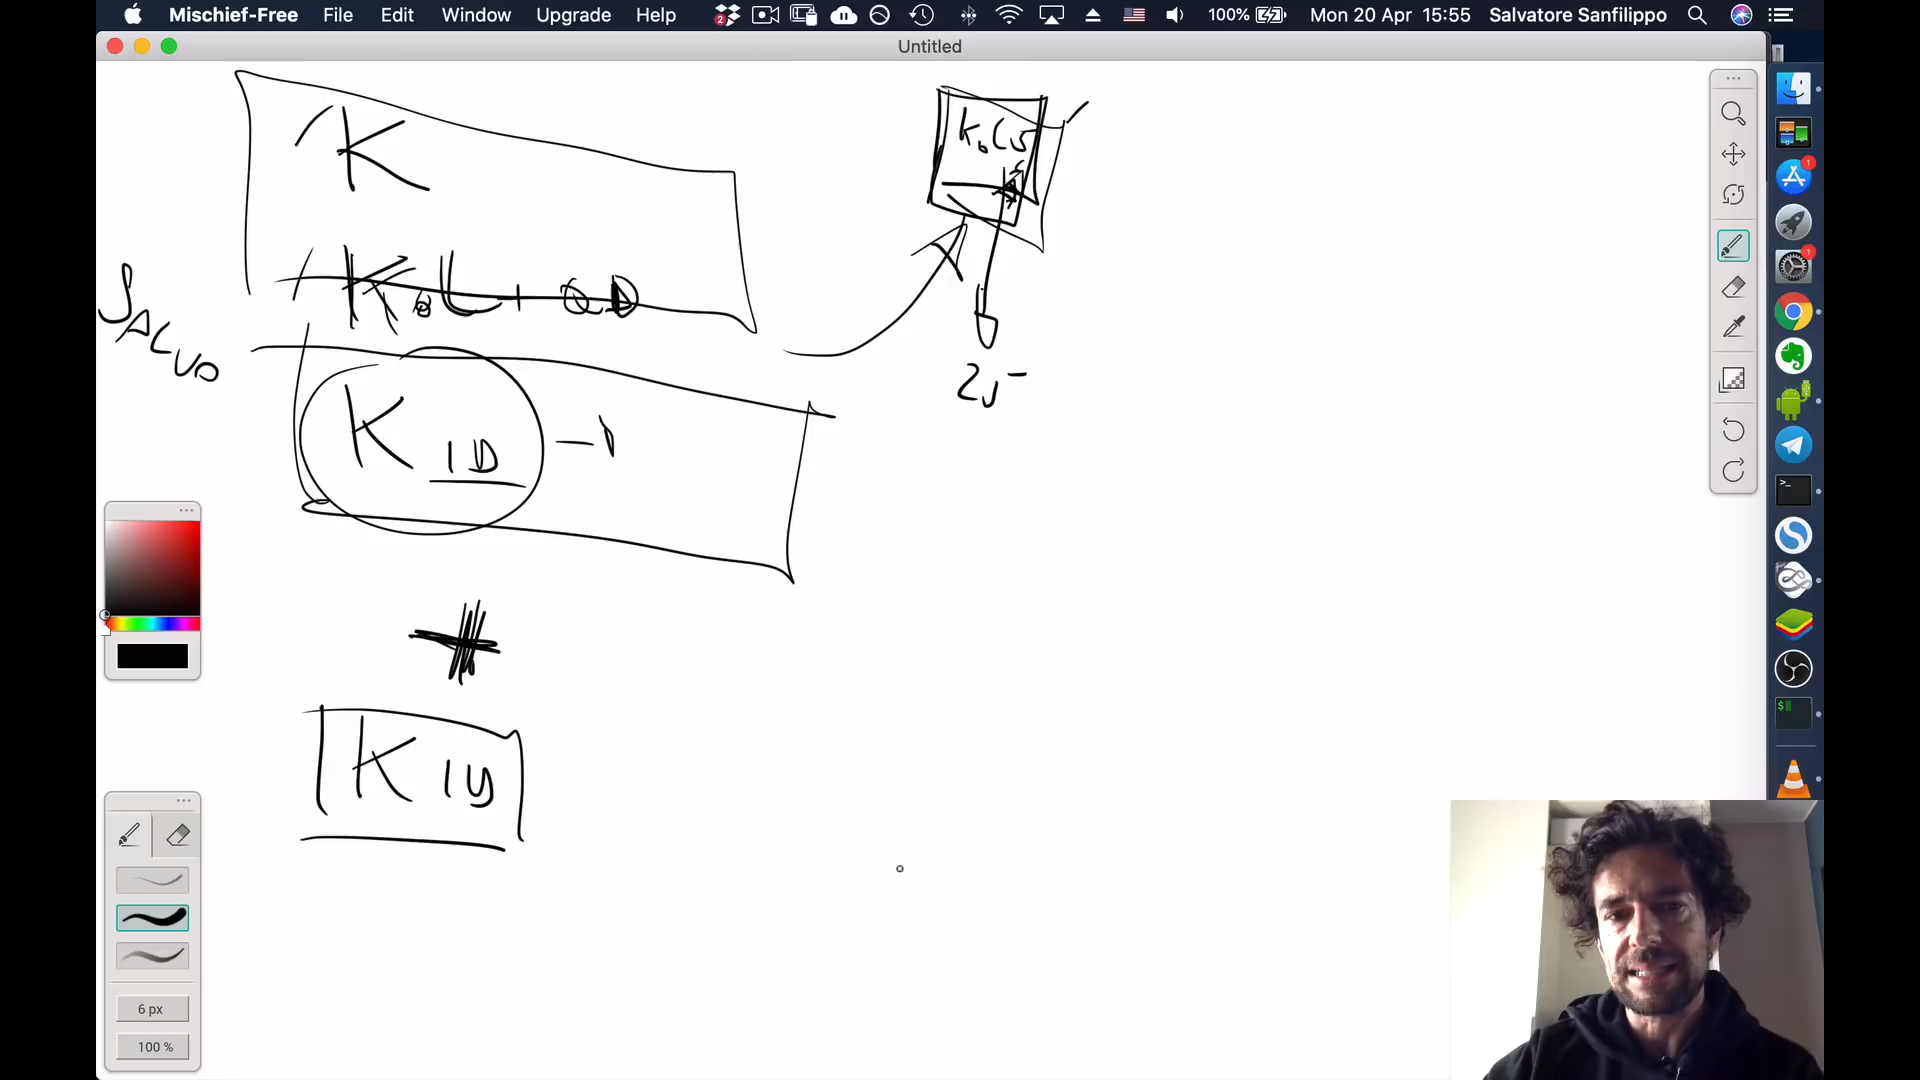 Mischief-Free File Edit Window Upgrade Help 100% Mon 20 Apr 15:55 Salvatore Sanfilippo
Untitled
K
SALVO
K ID
K 1y
6 px
100 %